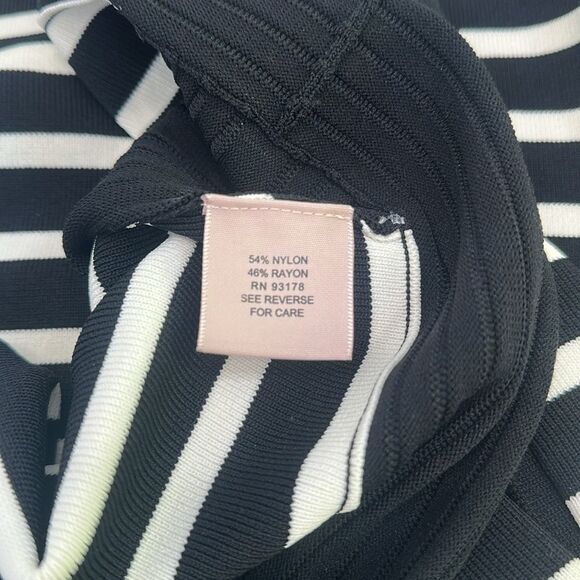 54% NYLON
46% RAYON
RN 93178
SEE REVERSE
FOR CARE